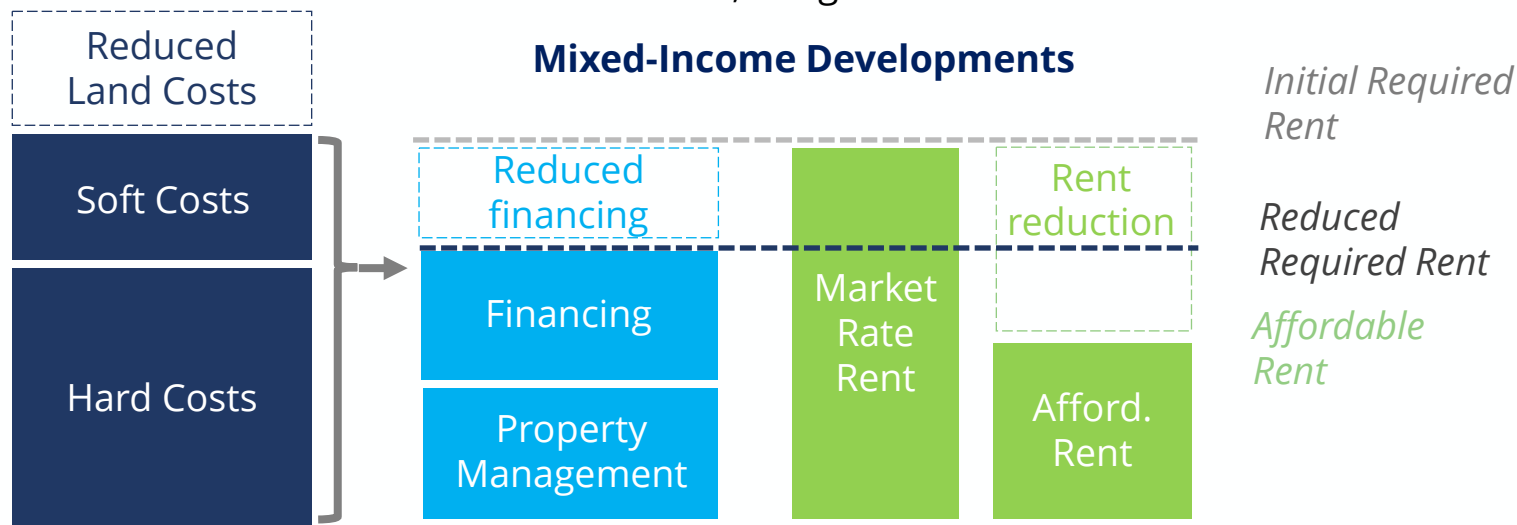 Reduced
Land Costs
Soft Costs
Hard Costs
Mixed-Income Developments
Reduced
financing
Financing
Property
Management
Market
Rate
Rent
Rent
reduction
Afford.
Rent
Initial Required
Rent
Reduced
Required Rent
Affordable
Rent